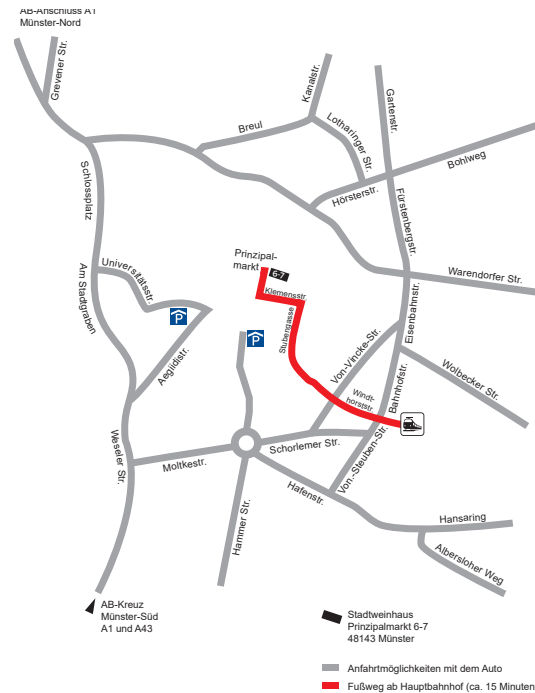 AB-Anschluss A1
Münster-Nord
Grevener Str.
Kanalstr.
Gartenstr.
Breul
Lotharinger Str.
Bohlweg
Schlossplatz
Hörsterstr.
Fürstenbergstr.
Prinzipal-
markt
6-7
Universitätsstr.
Am Stadtgraben
Warendorfer Str.
Klemensstr.
Eisenbahnstr.
P
P
Stubengasse
Von-Vincke-Str.
Aegiidistr.
Wolbecker Str.
Bahnhofstr.
Windt-
horststr.
Weseler Str.
Schorlemer Str.
Moltkestr.
Von.-Steuben-Str.
Hafenstr.
Hammer Str.
Hansaring
Albersloher Weg
AB-Kreuz
Münster-Süd
A1 und A43
Stadtweinhaus
Prinzipalmarkt 6-7
48143 Münster
Anfahrtmöglichkeiten mit dem Auto
Fußweg ab Hauptbahnhof (ca. 15 Minuten